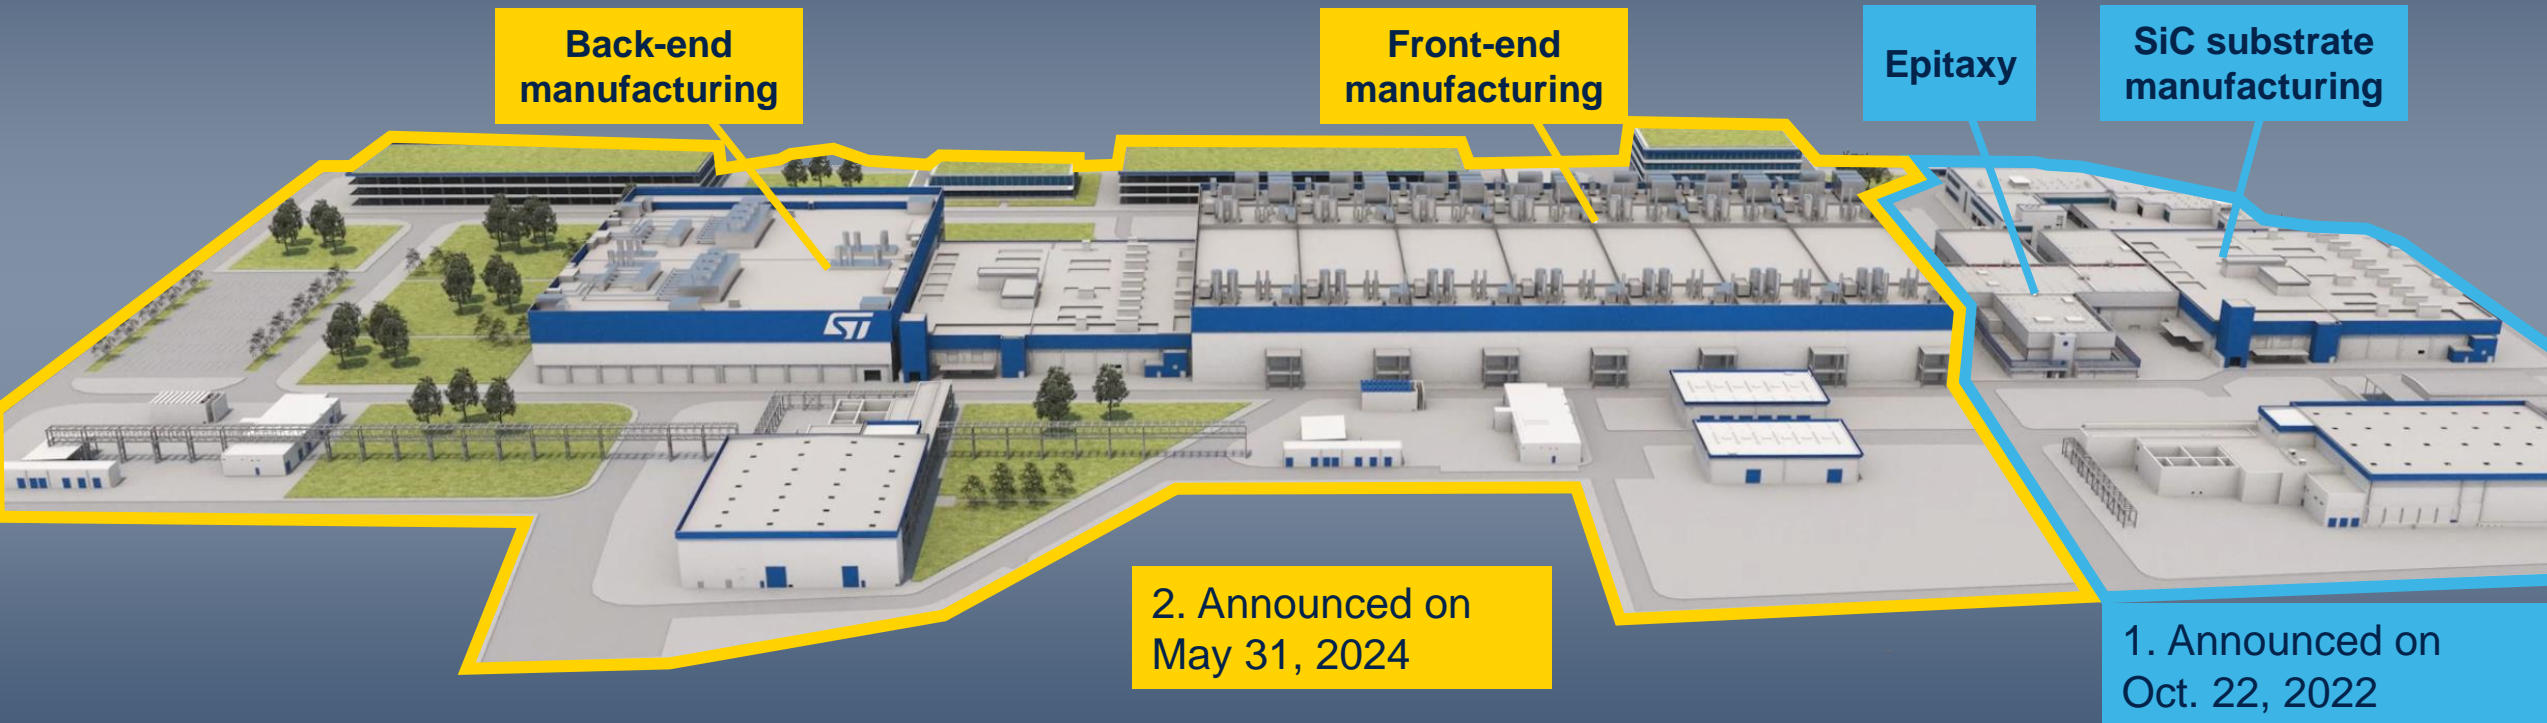 Back-end
manufacturing
Front-end
manufacturing
Epitaxy
SiC substrate
manufacturing
ST
2. Announced on
May 31, 2024
1. Announced on
Oct. 22, 2022